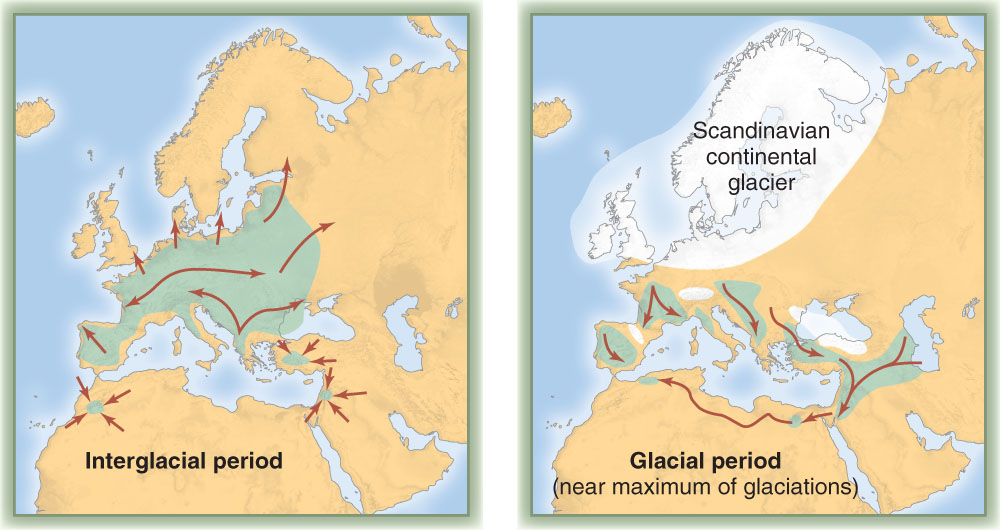 Interglacial period
Scandinavian
continental
glacier
Glacial period
(near maximum of glaciations)